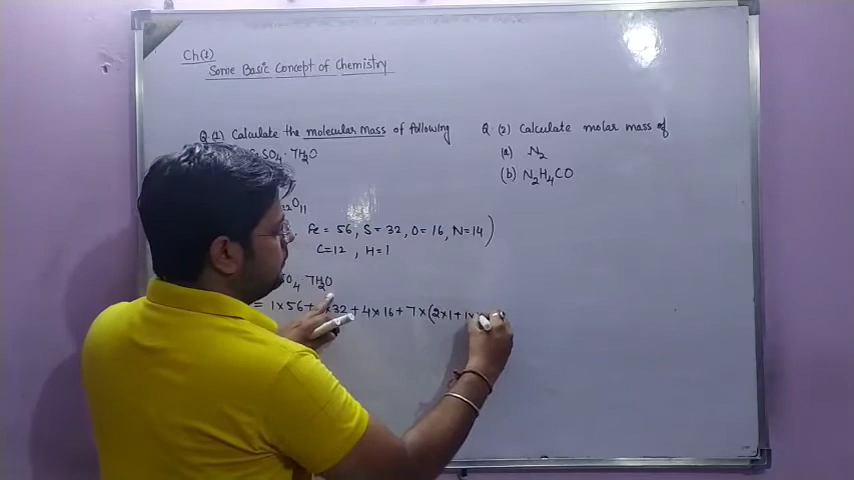 Ch(1)
Some Basic Concept of Chemistry
Q.(1) Calculate the molecular Mass of following
SO4 . 7H2O
22O11
Fe = 56, S = 32, O = 16, N = 14)
C = 12 , H = 1
SO4 . 7H2O
= 1×56+ ×32 + 4×16 + 7×(2×1+1×
Q.(2) Calculate molar mass of
(a) N2
(b) N2H4CO